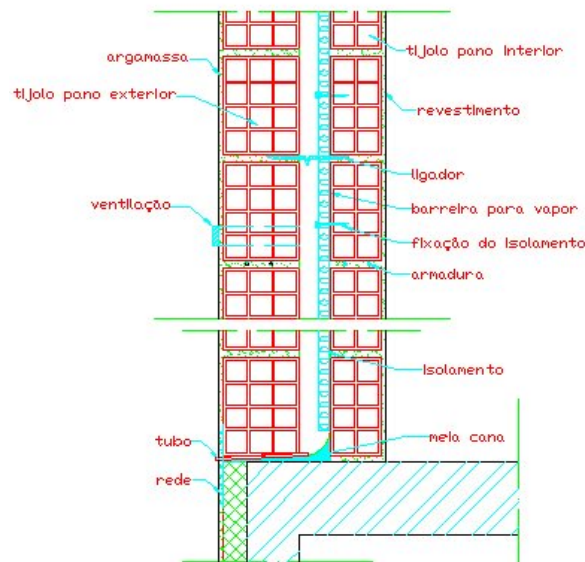 argamassa
tijolo pano exterior
ventilação
tubo
rede
tijolo pano interior
revestimento
ligador
barreira para vapor
fixação do isolamento
armadura
isolamento
meia cana